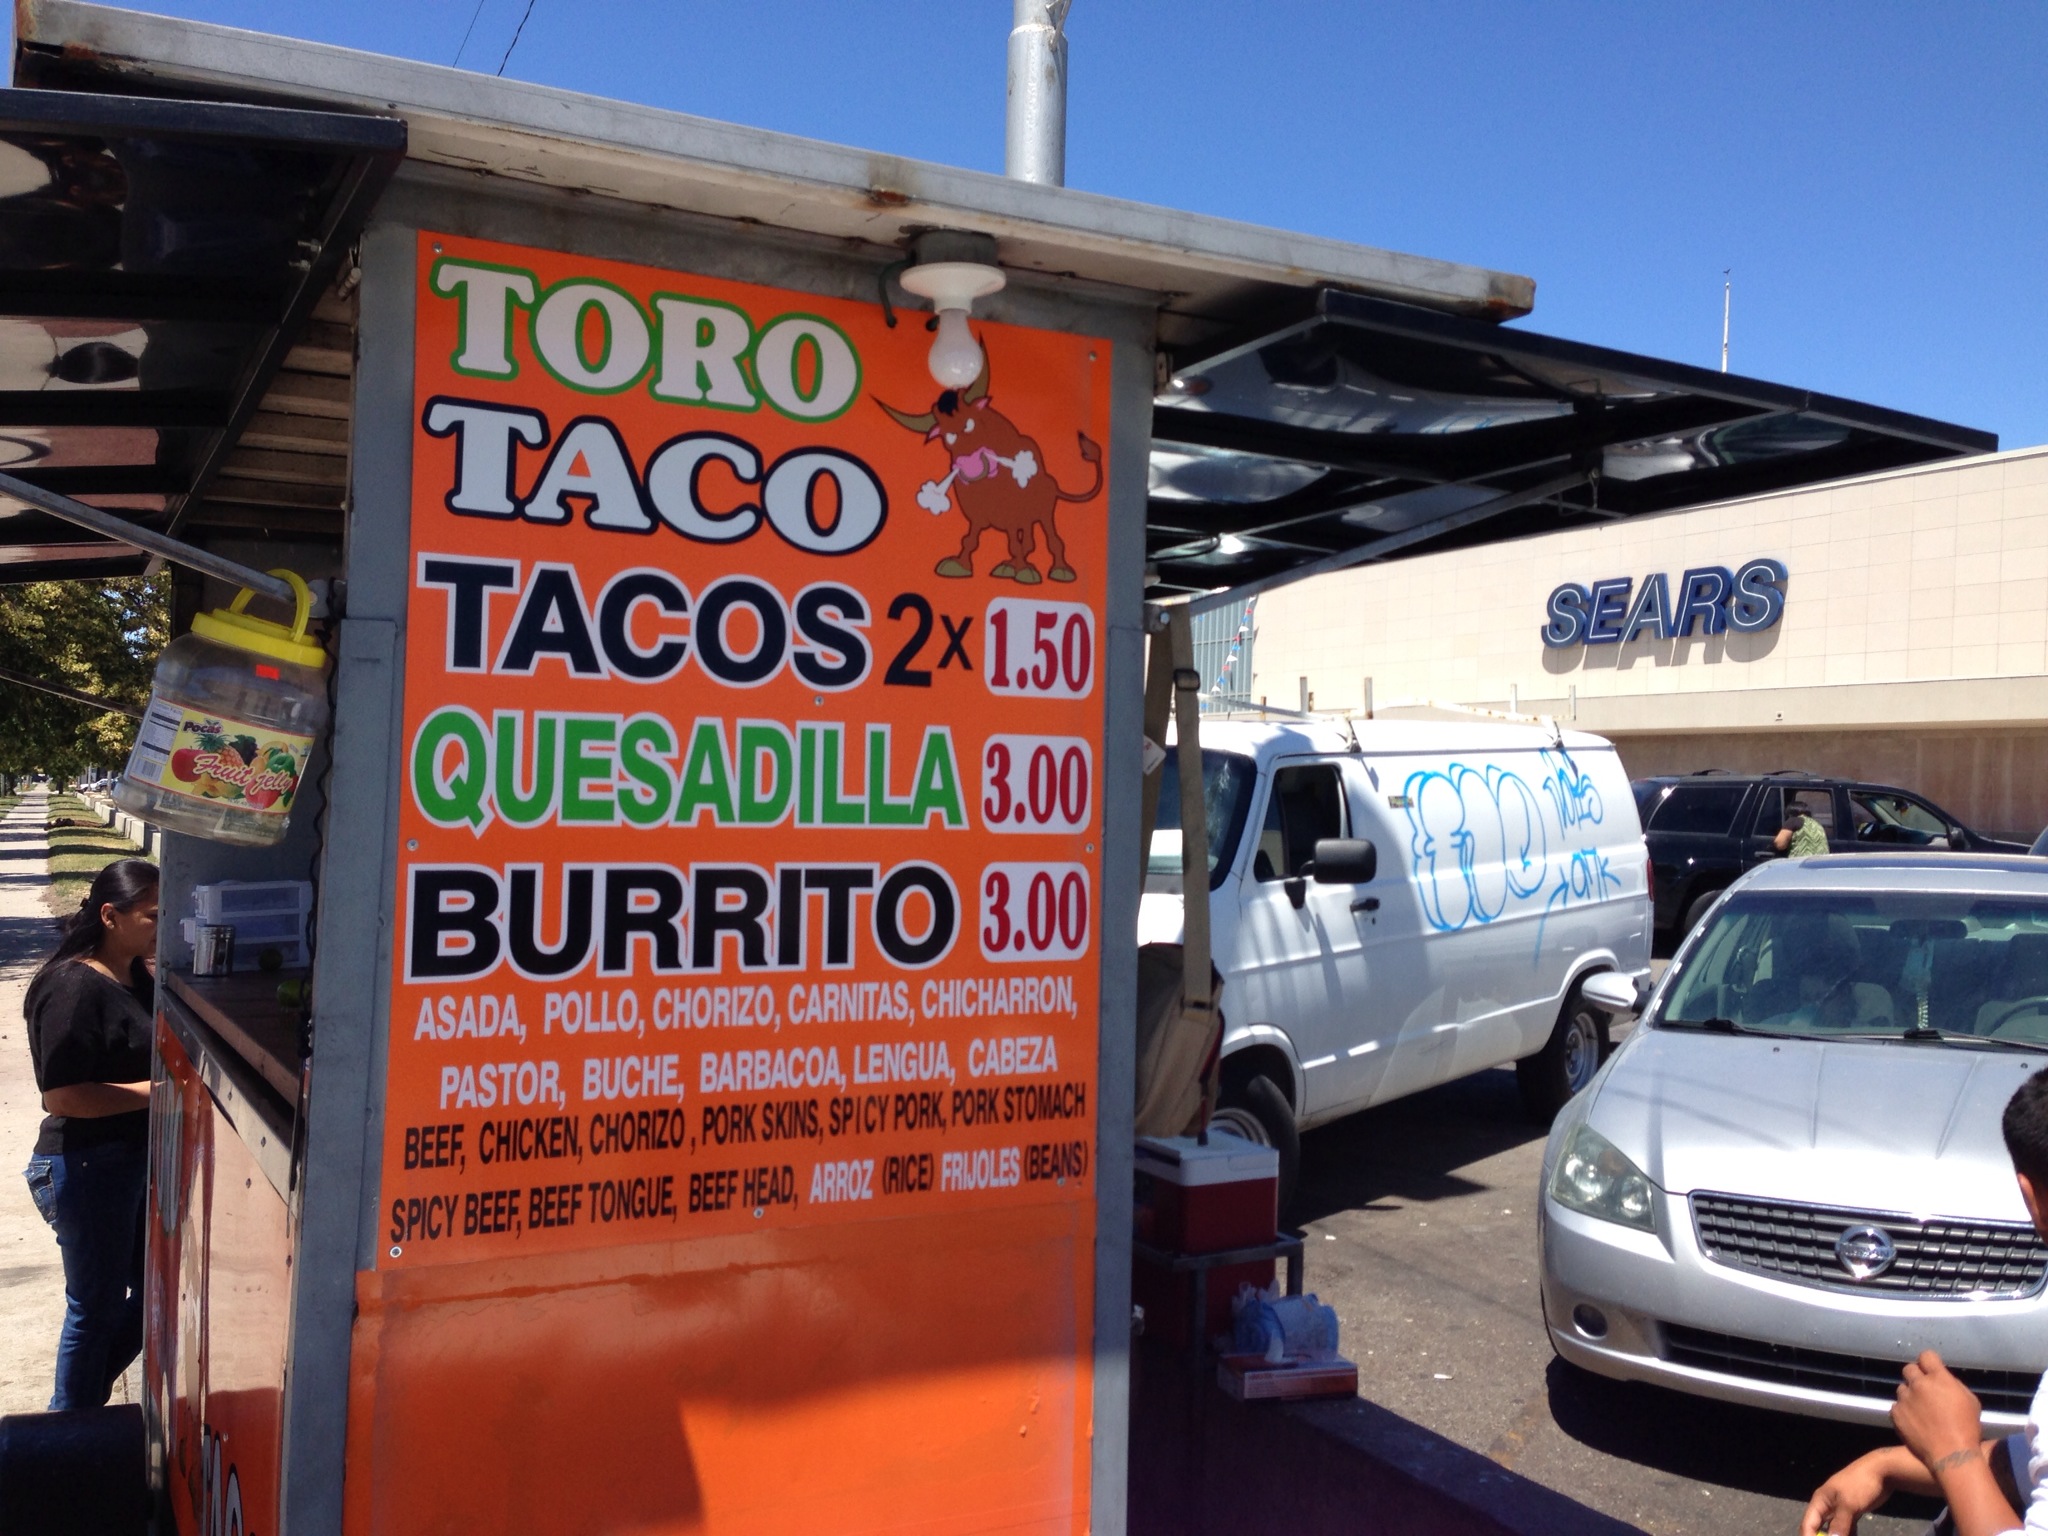 TORO
TACO
TACOS 2x 1.50
QUESADILLA 3.00
BURRITO 3.00
ASADA, POLLO, CHORIZO, CARNITAS, CHICHARRON,
PASTOR, BUCHE, BARBACOA, LENGUA, CABEZA
BEEF, CHICKEN, CHORIZO, PORK SKINS, SPICY PORK, PORK STOMACH
SPICY BEEF, BEEF TONGUE, BEEF HEAD, ARROZ (RICE) FRIJOLES (BEANS)
Pocas
Fruit Jelly
SEARS